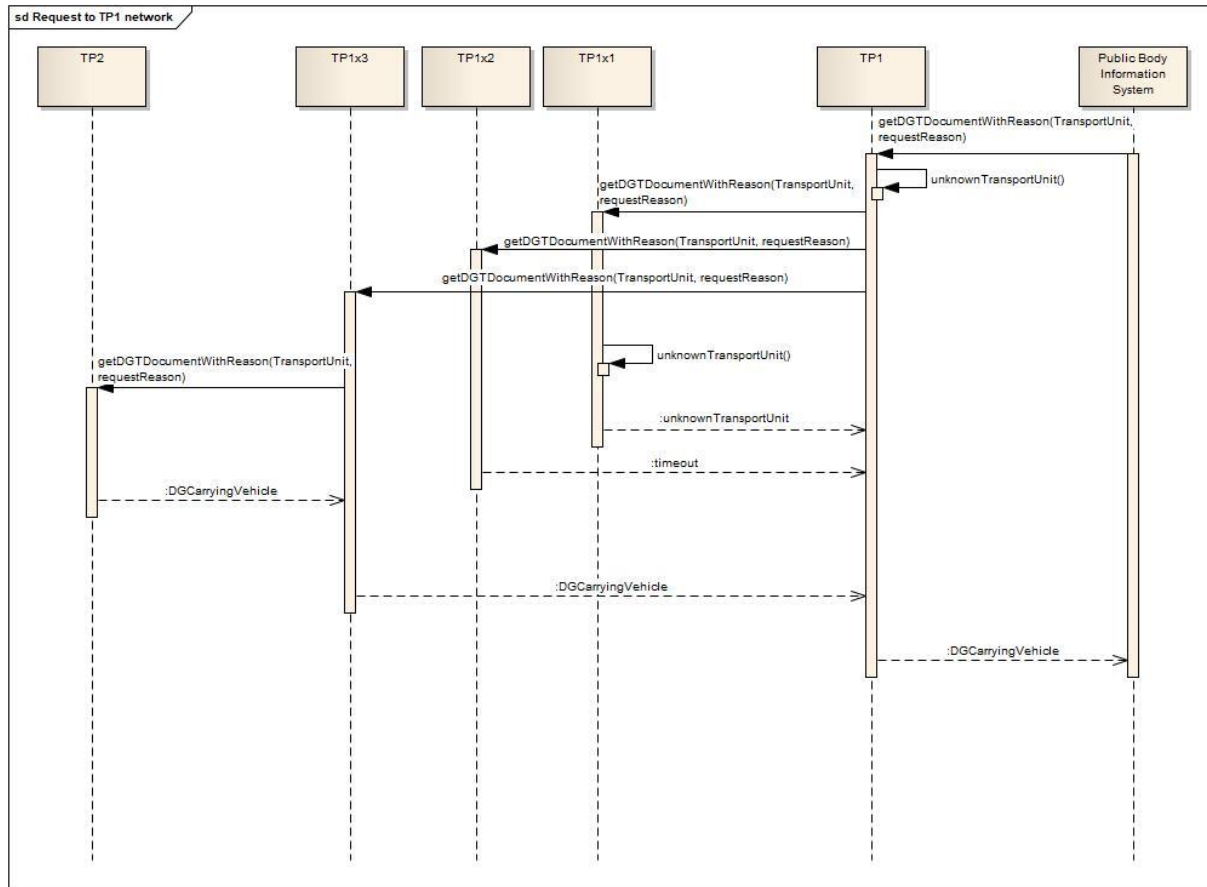 sd Request to TP1 network
TP2
TP1x3
TP1x2
TP1x1
TP1
Public Body
Information
System
getDGTDocumentWithReason(TransportUnit,
requestReason)
unknownTransportUnit()
getDGTDocumentWithReason(TransportUnit,
requestReason)
getDGTDocumentWithReason(TransportUnit, requestReason)
getDGTDocumentWithReason(TransportUnit, requestReason)
unknownTransportUnit()
getDGTDocumentWithReason(TransportUnit,
requestReason)
:unknownTransportUnit
:timeout
:DGCarryingVehicle
:DGCarryingVehicle
:DGCarryingVehicle